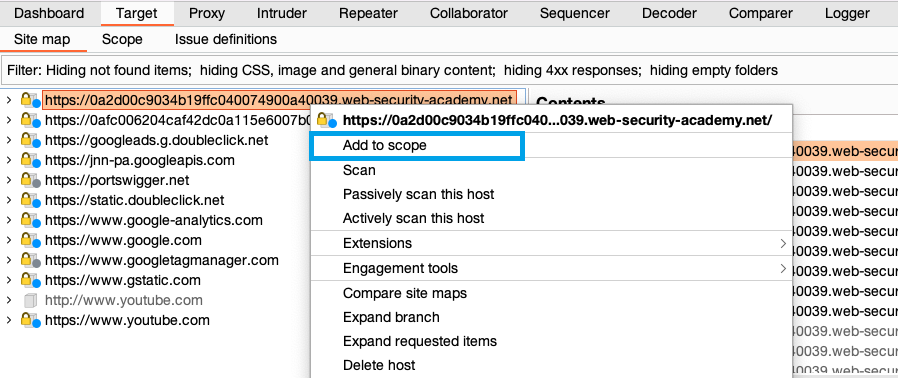 Dashboard Target Proxy Intruder Repeater Collaborator Sequencer Decoder Comparer Logger
Site map Scope Issue definitions
Filter: Hiding not found items; hiding CSS, image and general binary content; hiding 4xx responses; hiding empty folders
https://0a2d00c9034b19ffc040074900a40039.web-security-academy.net
Contents
https://0afc006204caf42dc0a115e6007b0
https://googleads.g.doubleclick.net
https://jnn-pa.googleapis.com
https://portswigger.net
https://static.doubleclick.net
https://www.google-analytics.com
https://www.google.com
https://www.googletagmanager.com
https://www.gstatic.com
http://www.youtube.com
https://www.youtube.com
https://0a2d00c9034b19ffc040...039.web-security-academy.net/
Add to scope
Scan
Passively scan this host
Actively scan this host
Extensions
Engagement tools
Compare site maps
Expand branch
Expand requested items
Delete host
40039.web-secur
40039.web-secur
40039.web-secur
40039.web-secur
40039.web-secur
40039.web-secur
40039.web-secur
40039.web-secur
40039.web-secur
40039.web-secur
40039.web-secur